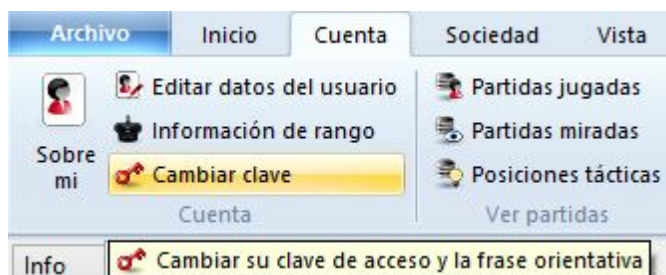 Archivo Inicio Cuenta Sociedad Vista
Sobre mi
Editar datos del usuario
Información de rango
Cambiar clave
Cuenta
Partidas jugadas
Partidas miradas
Posiciones tácticas
Ver partidas
Info
Cambiar su clave de acceso y la frase orientativa